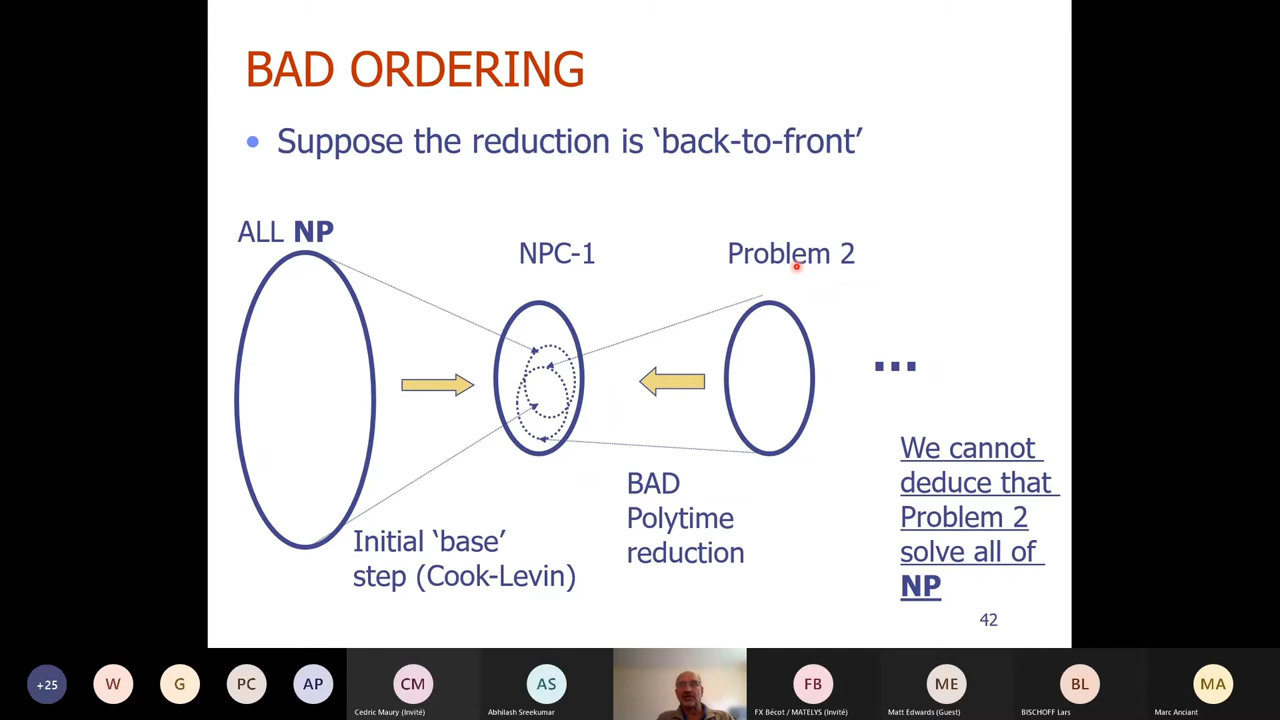 BAD ORDERING
• Suppose the reduction is ‘back-to-front’
ALL NP
NPC-1
Problem 2
...
BAD
Polytime
reduction
Initial ‘base’
step (Cook-Levin)
We cannot
deduce that
Problem 2
solve all of
NP
42
+25
W
G
PC
AP
CM
Cedric Maury (Invité)
AS
Abhilash Sreekumar
FB
FX Bécot / MATELYS (Invité)
ME
Matt Edwards (Guest)
BL
BISCHOFF Lars
MA
Marc Anciant